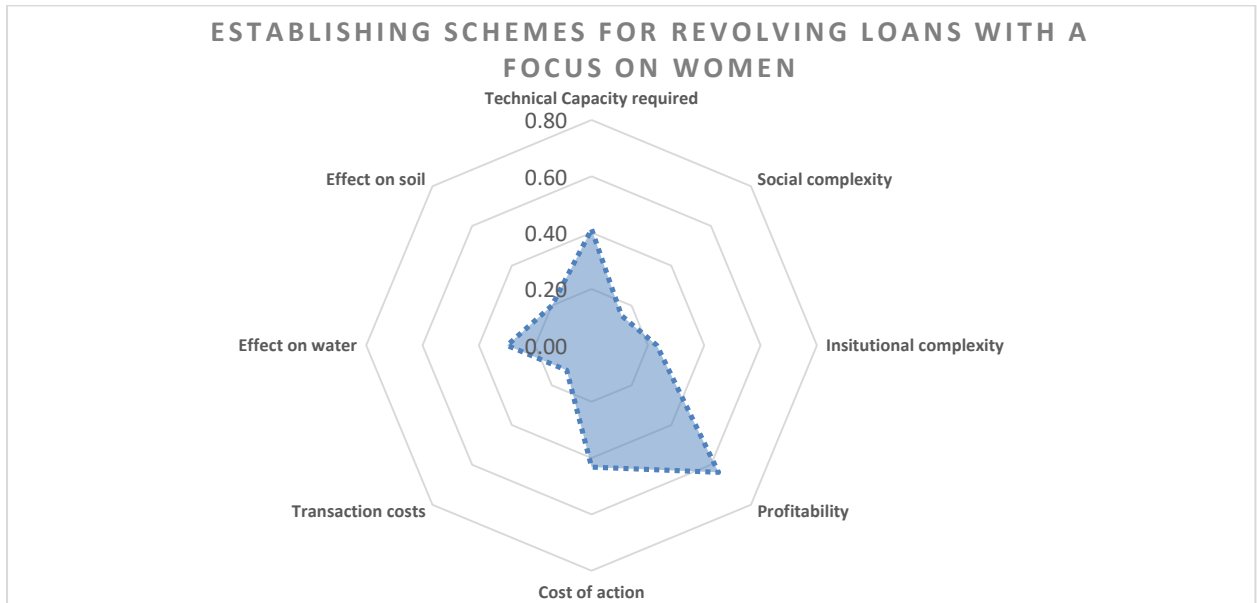 ESTABLISHING SCHEMES FOR REVOLVING LOANS WITH A
FOCUS ON WOMEN
Technical Capacity required
0.80
Effect on soil
Social complexity
0.60
0.40
0.20
Effect on water
0.00
Insitutional complexity
Transaction costs
Profitability
Cost of action